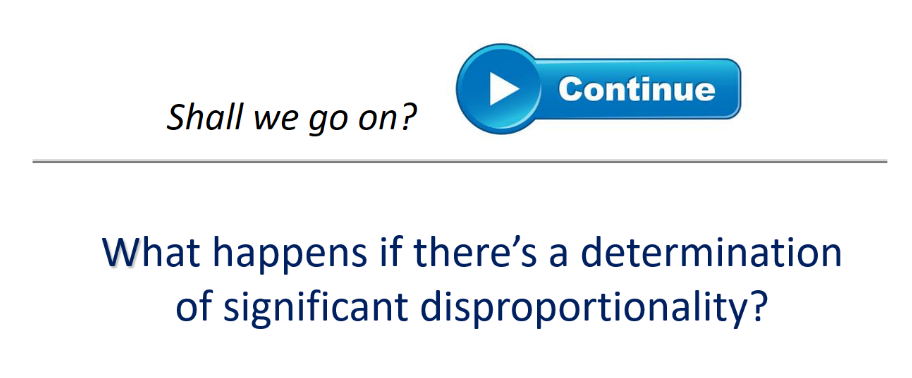 Continue
Shall we go on?
What happens if there’s a determination
of significant disproportionality?